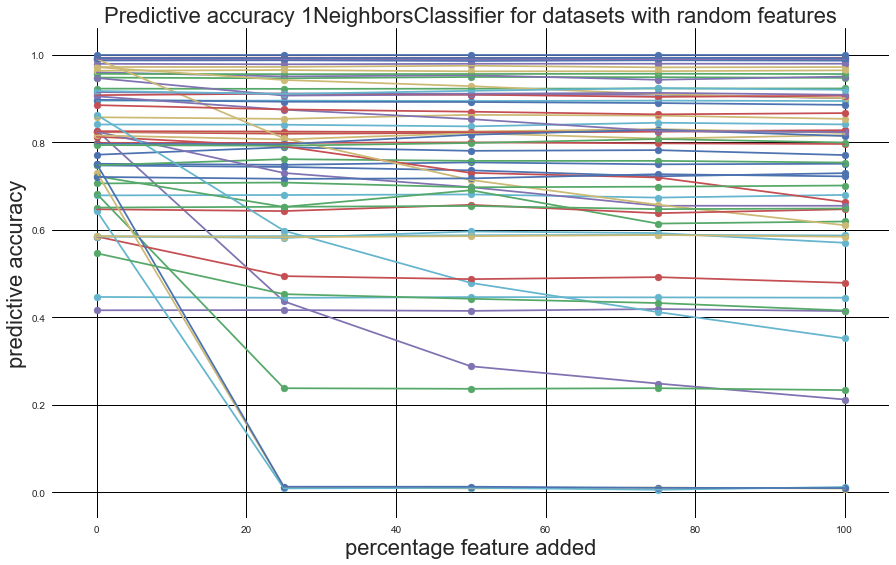 Predictive accuracy 1NeighborsClassifier for datasets with random features
1.0
0.8
0.6
0.4
0.2
0.0
predictive accuracy
0 20 40 60 80 100
percentage feature added